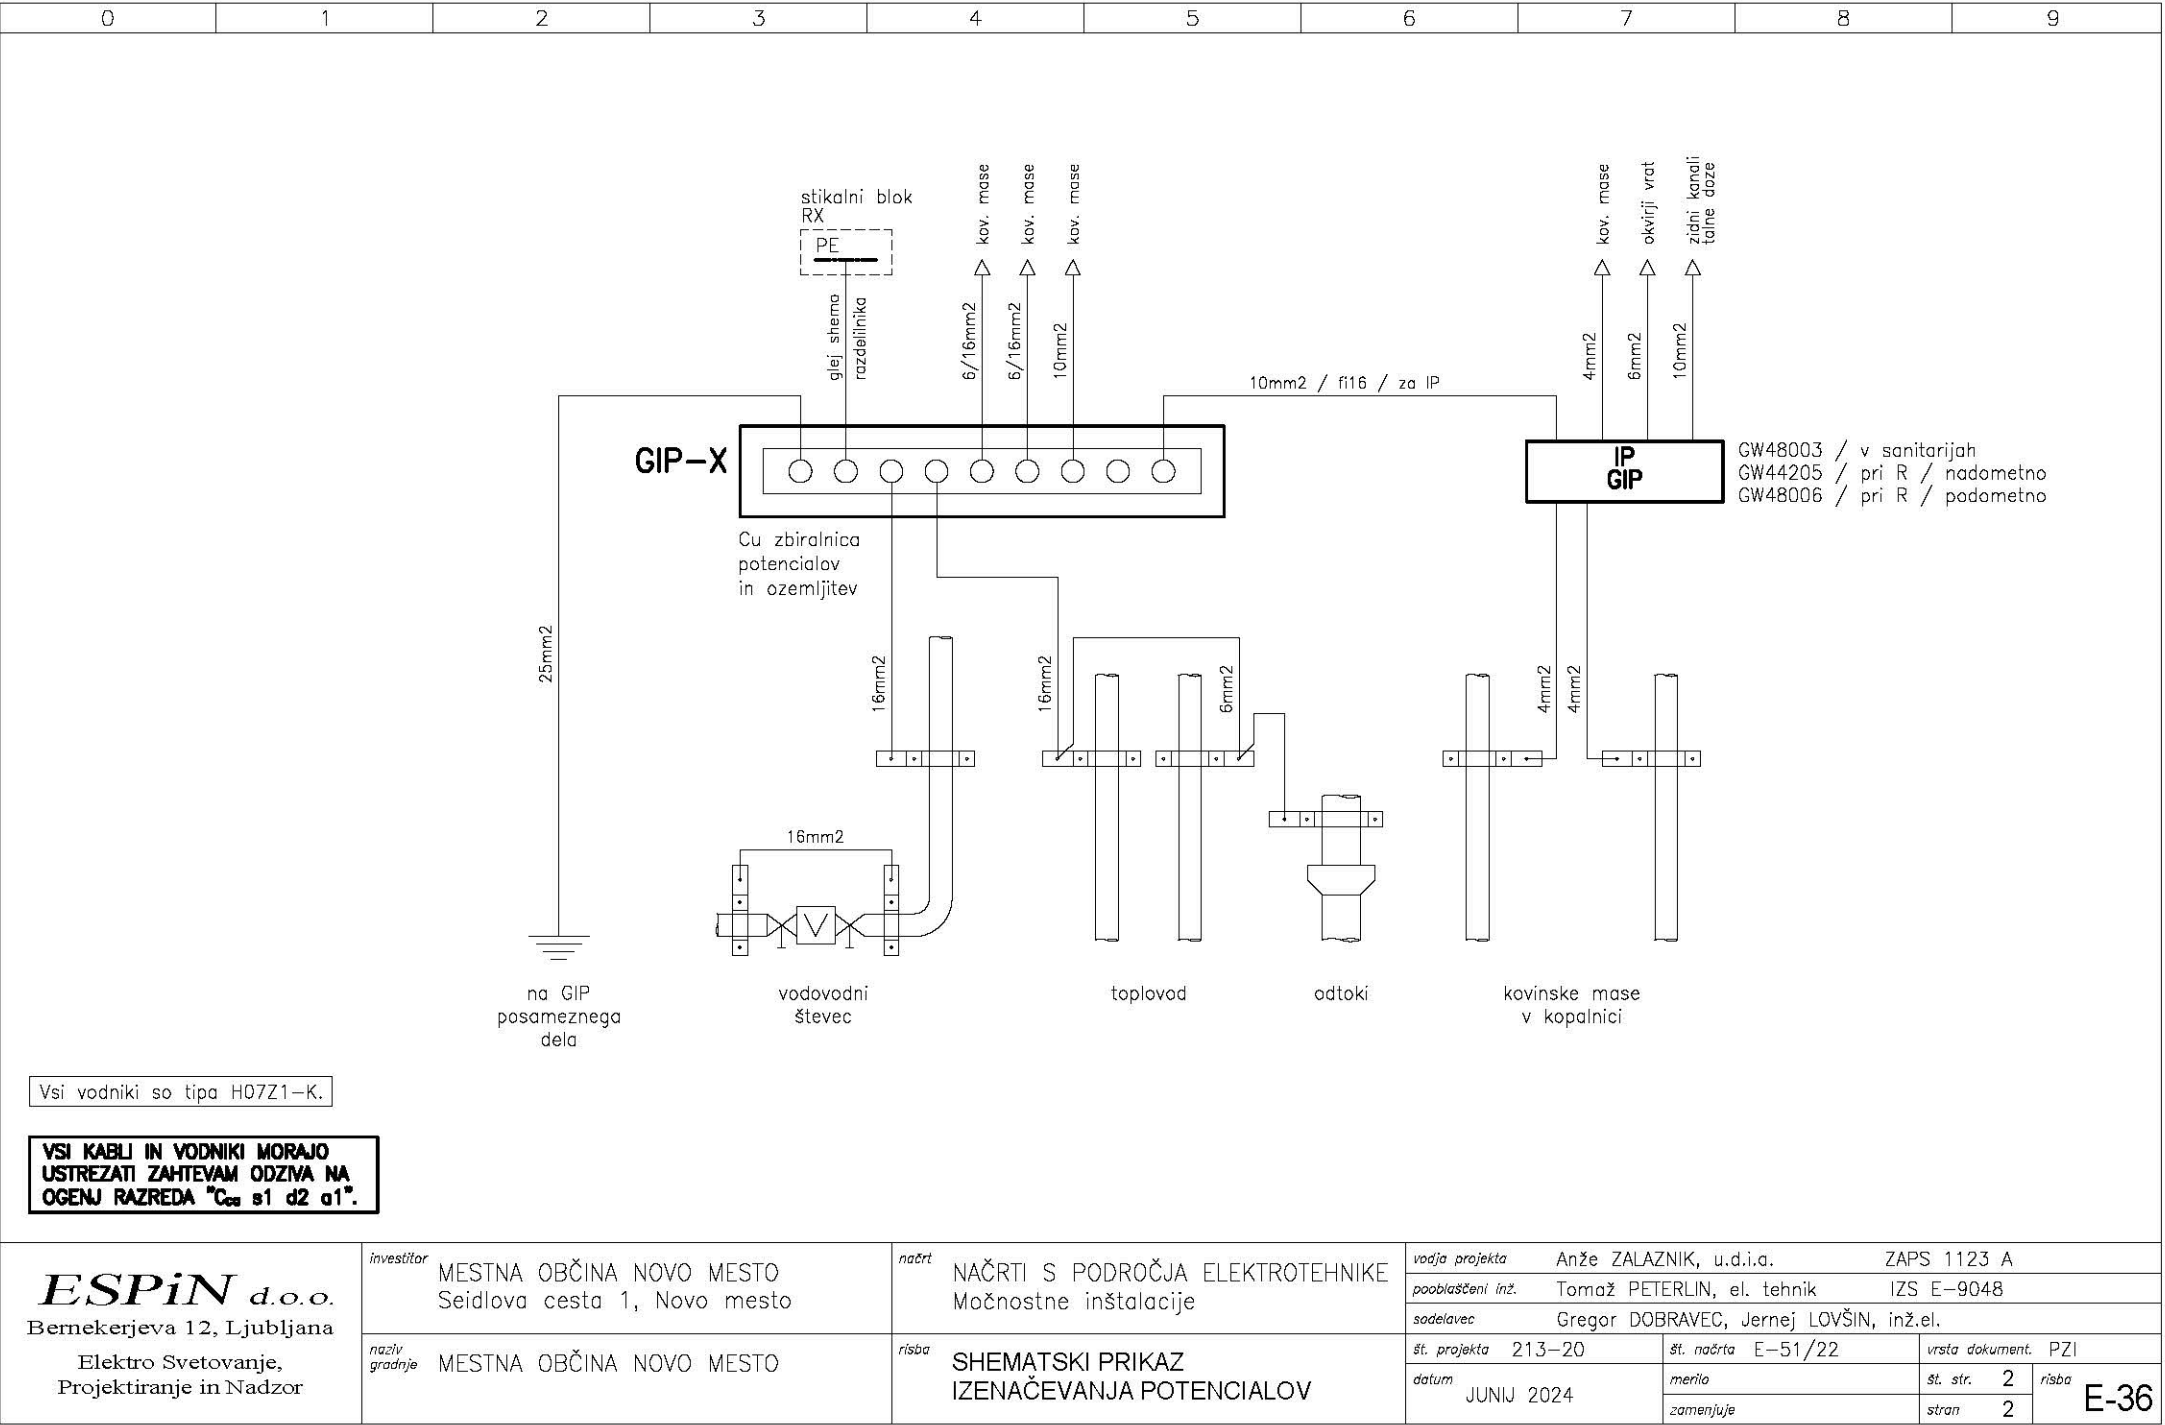 0 1 2 3 4 5 6 7 8 9
stikalni blok
RX
PE
glej shemo
razdelilnika
6/16mm2
kov. mase
6/16mm2
kov. mase
10mm2
kov. mase
10mm2 / fi16 / za IP
4mm2
kov. mase
6mm2
okvirji vrat
10mm2
zidni kanali
talne doze
GIP-X
IP
GIP
GW48003 / v sanitarijah
GW44205 / pri R / nadometno
GW48006 / pri R / podometno
Cu zbiralnica
potencialov
in ozemljitev
25mm2
16mm2
16mm2
6mm2
4mm2
4mm2
16mm2
V
na GIP
posameznega
dela
vodovodni
števec
toplovod
odtoki
kovinske mase
v kopalnici
Vsi vodniki so tipa H07Z1-K.
VSI KABLI IN VODNIKI MORAJO
USTREZATI ZAHTEVAM ODZIVA NA
OGENJ RAZREDA "Cca s1 d2 a1".
ESPiN d.o.o.
Bernekerjeva 12, Ljubljana
Elektro Svetovanje,
Projektiranje in Nadzor
investitor MESTNA OBČINA NOVO MESTO
Seidlova cesta 1, Novo mesto
naziv
gradnje MESTNA OBČINA NOVO MESTO
načrt NAČRTI S PODROČJA ELEKTROTEHNIKE
Močnostne inštalacije
risba SHEMATSKI PRIKAZ
IZENAČEVANJA POTENCIALOV
vodja projekta Anže ZALAZNIK, u.d.i.a. ZAPS 1123 A
pooblaščeni inž. Tomaž PETERLIN, el. tehnik IZS E-9048
sodelavec Gregor DOBRAVEC, Jernej LOVŠIN, inž.el.
št. projekta 213-20 št. načrta E-51/22 vrsta dokument. PZI
datum JUNIJ 2024
merilo
zamenjuje
št. str. 2
stran 2
risba E-36